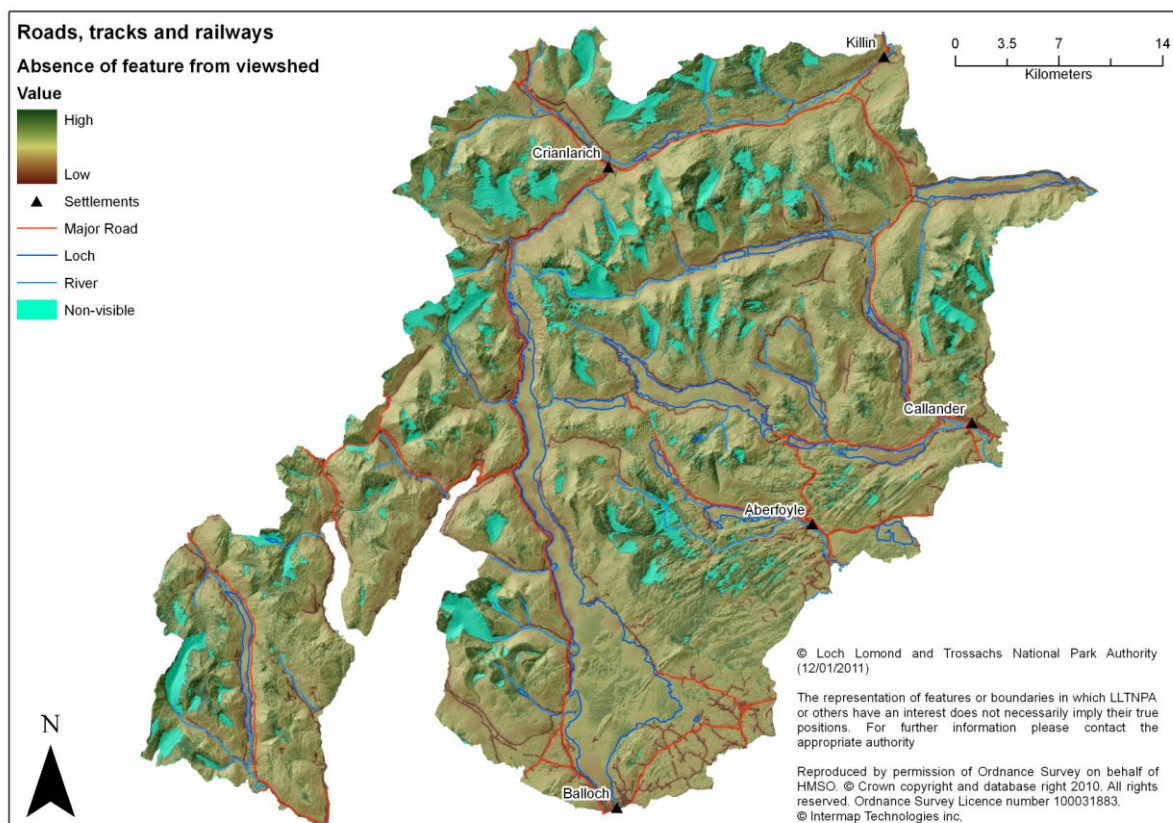 Roads, tracks and railways
Absence of feature from viewshed
Value
High
Low
Settlements
Major Road
Loch
River
Non-visible
Killin
0 3.5 7 14
Kilometers
Crianlarich
Callander
Aberfoyle
Balloch
N
© Loch Lomond and Trossachs National Park Authority
(12/01/2011)
The representation of features or boundaries in which LLTNPA
or others have an interest does not necessarily imply their true
positions. For further information please contact the
appropriate authority
Reproduced by permission of Ordnance Survey on behalf of
HMSO. © Crown copyright and database right 2010. All rights
reserved. Ordnance Survey Licence number 100031883.
© Intermap Technologies inc,